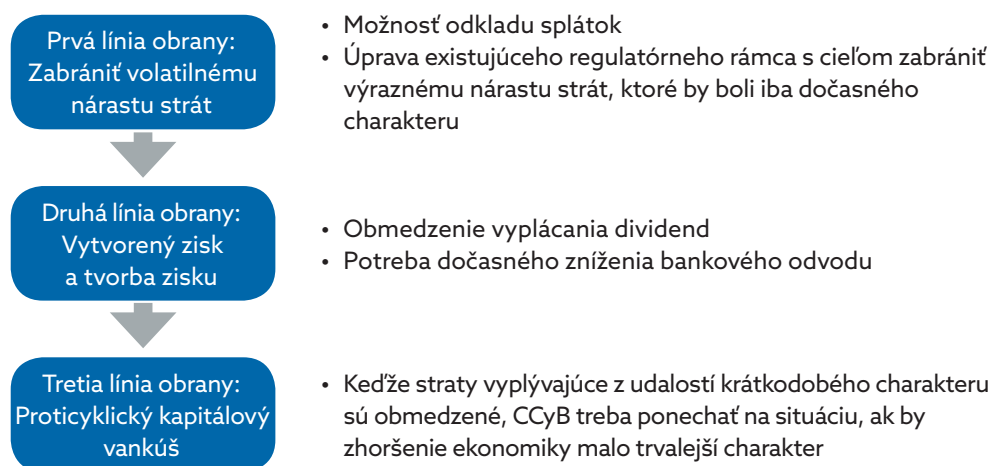 Prvá línia obrany:
Zabrániť volatilnému
nárastu strát
• Možnosť odkladu splátok
• Úprava existujúceho regulatórneho rámca s cieľom zabrániť
výraznému nárastu strát, ktoré by boli iba dočasného
charakteru
Druhá línia obrany:
Vytvorený zisk
a tvorba zisku
• Obmedzenie vyplácania dividend
• Potreba dočasného zníženia bankového odvodu
Tretia línia obrany:
Proticyklický kapitálový
vankúš
• Keďže straty vyplývajúce z udalostí krátkodobého charakteru
sú obmedzené, CCyB treba ponechať na situáciu, ak by
zhoršenie ekonomiky malo trvalejší charakter